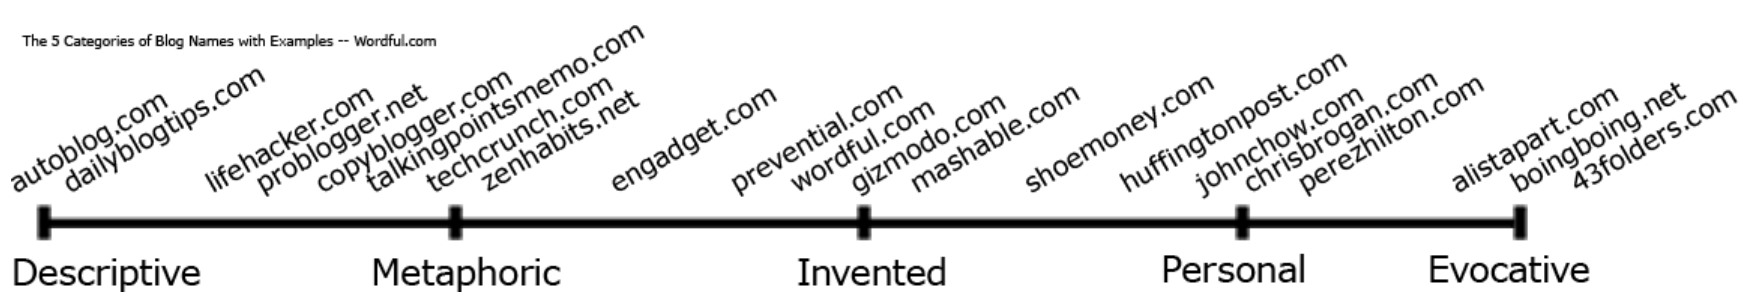 The 5 Categories of Blog Names with Examples -- Wordful.com
autoblog.com
dailyblogtips.com
lifehacker.com
problogger.net
copyblogger.com
talkingpointsmemo.com
techcrunch.com
zenhabits.net
engadget.com
prevential.com
wordful.com
gizmodo.com
mashable.com
shoemoney.com
huffingtonpost.com
johnchow.com
chrisbrogan.com
perezhilton.com
alistapart.com
boingboing.net
43folders.com
Descriptive
Metaphoric
Invented
Personal
Evocative